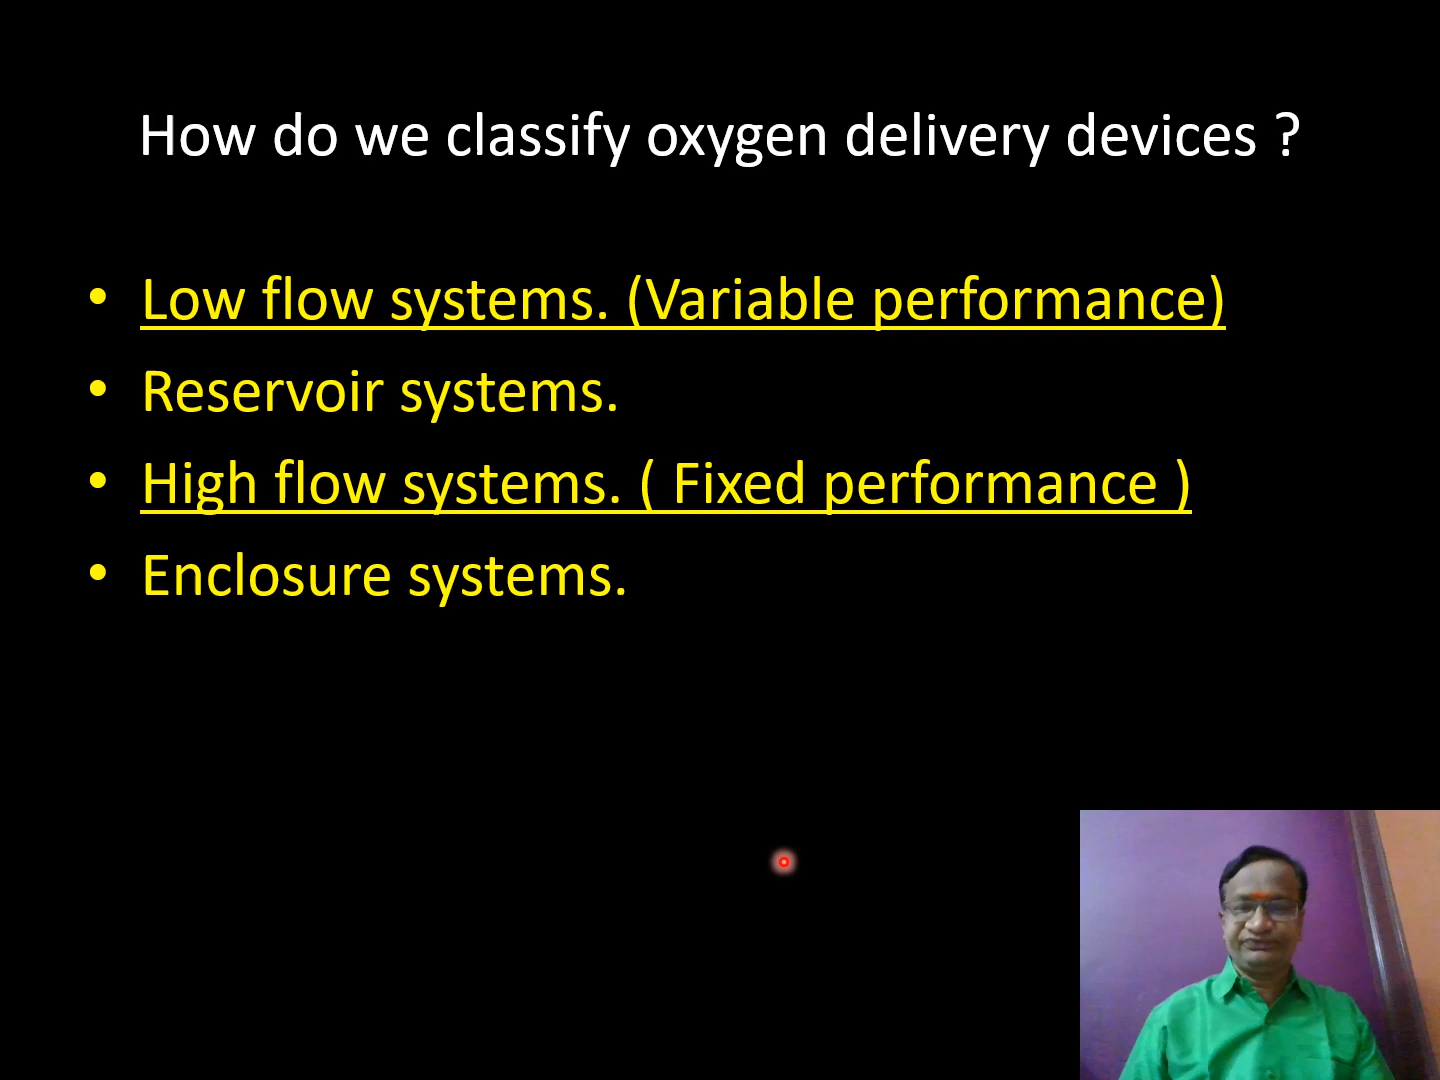 How do we classify oxygen delivery devices ?
• Low flow systems. (Variable performance)
• Reservoir systems.
• High flow systems. ( Fixed performance )
• Enclosure systems.